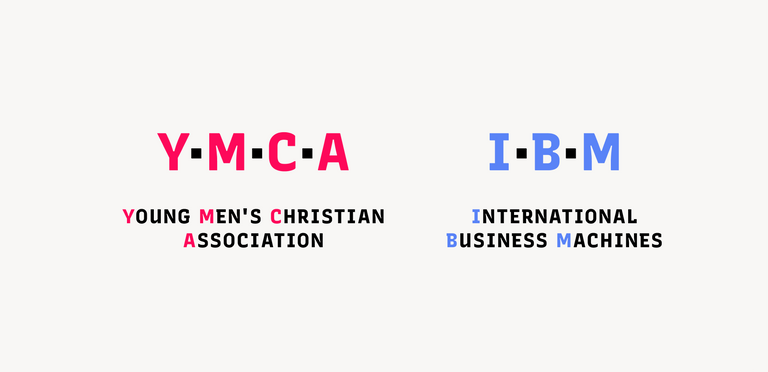 Y·M·C·A
YOUNG MEN'S CHRISTIAN
ASSOCIATION
I·B·M
INTERNATIONAL
BUSINESS MACHINES